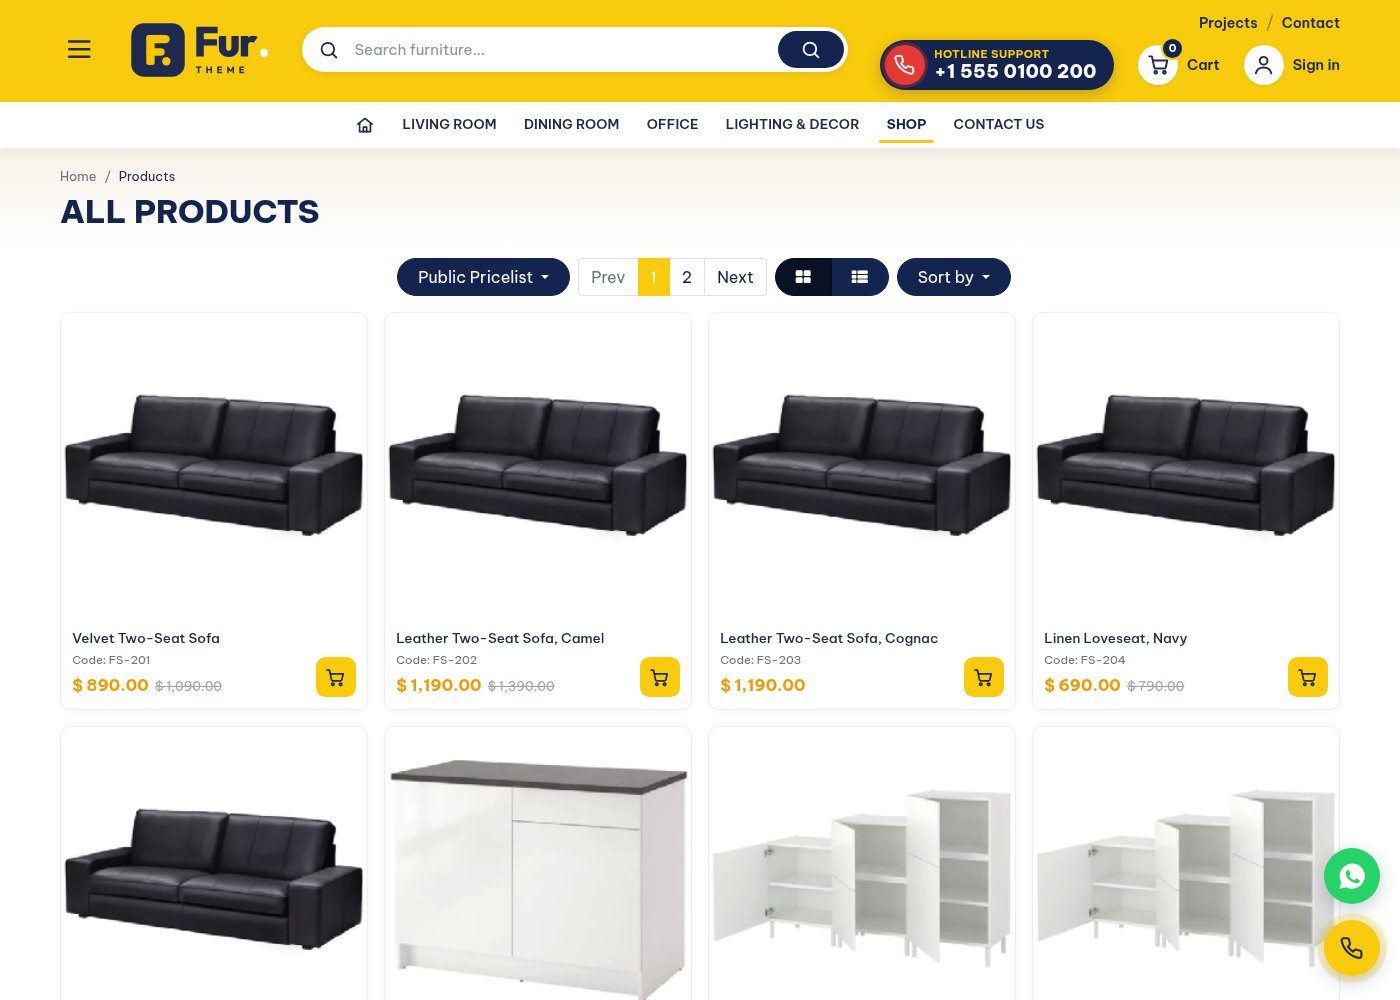 Projects / Contact
Fur.
THEME
Search furniture...
HOTLINE SUPPORT
+1 555 0100 200
0
Cart
Sign in
LIVING ROOM
DINING ROOM
OFFICE
LIGHTING & DECOR
SHOP
CONTACT US
Home / Products
ALL PRODUCTS
Public Pricelist
Prev 1 2 Next
Sort by
Velvet Two-Seat Sofa
Code: FS-201
$ 890.00 $ 1,090.00
Leather Two-Seat Sofa, Camel
Code: FS-202
$ 1,190.00 $ 1,390.00
Leather Two-Seat Sofa, Cognac
Code: FS-203
$ 1,190.00
Linen Loveseat, Navy
Code: FS-204
$ 690.00 $ 790.00